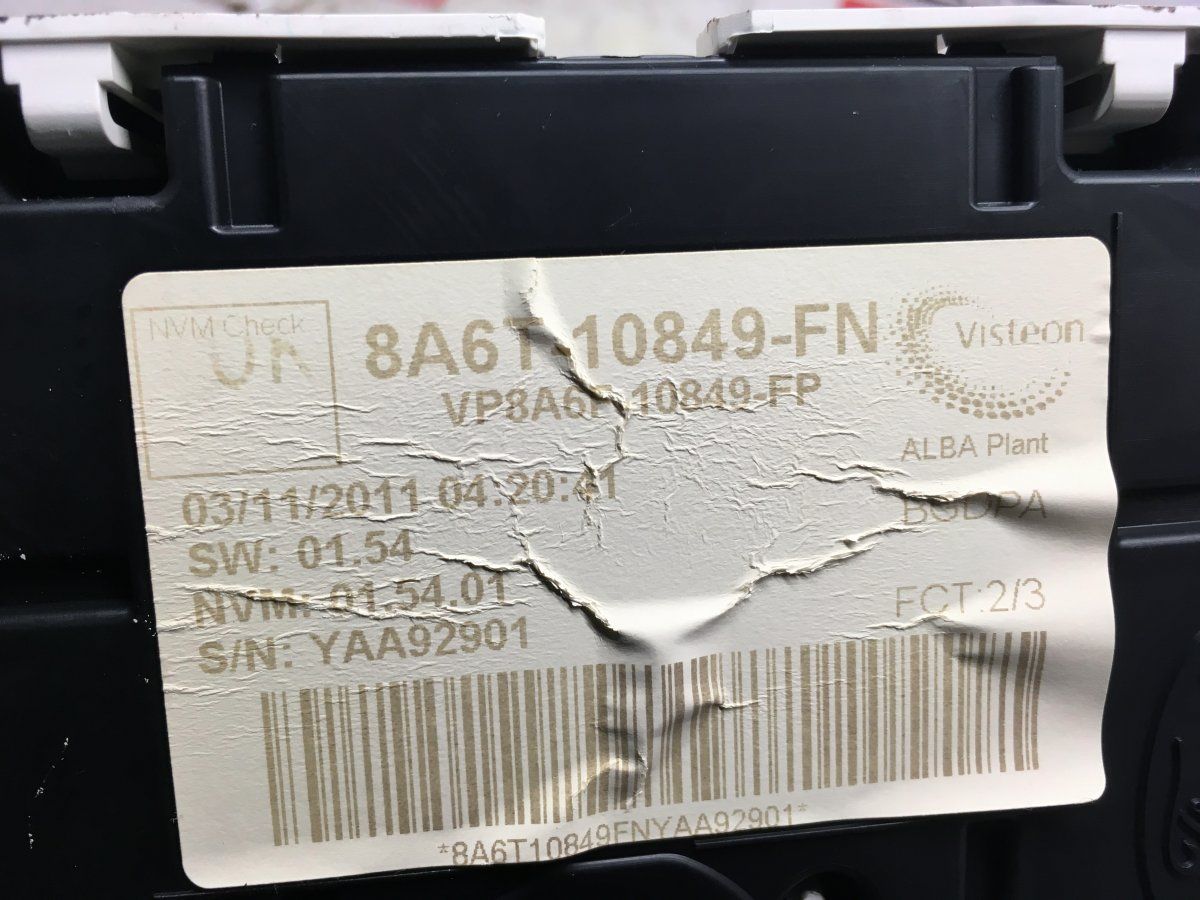 NVM Check
OK
8A6T-10849-FN
VP8A6F-10849-FP
Visteon
ALBA Plant
03/11/2011 04:20:41
BGDPA
SW: 01.54
NVM: 01.54.01
FCT:2/3
S/N: YAA92901
*8A6T10849FNYAA92901*